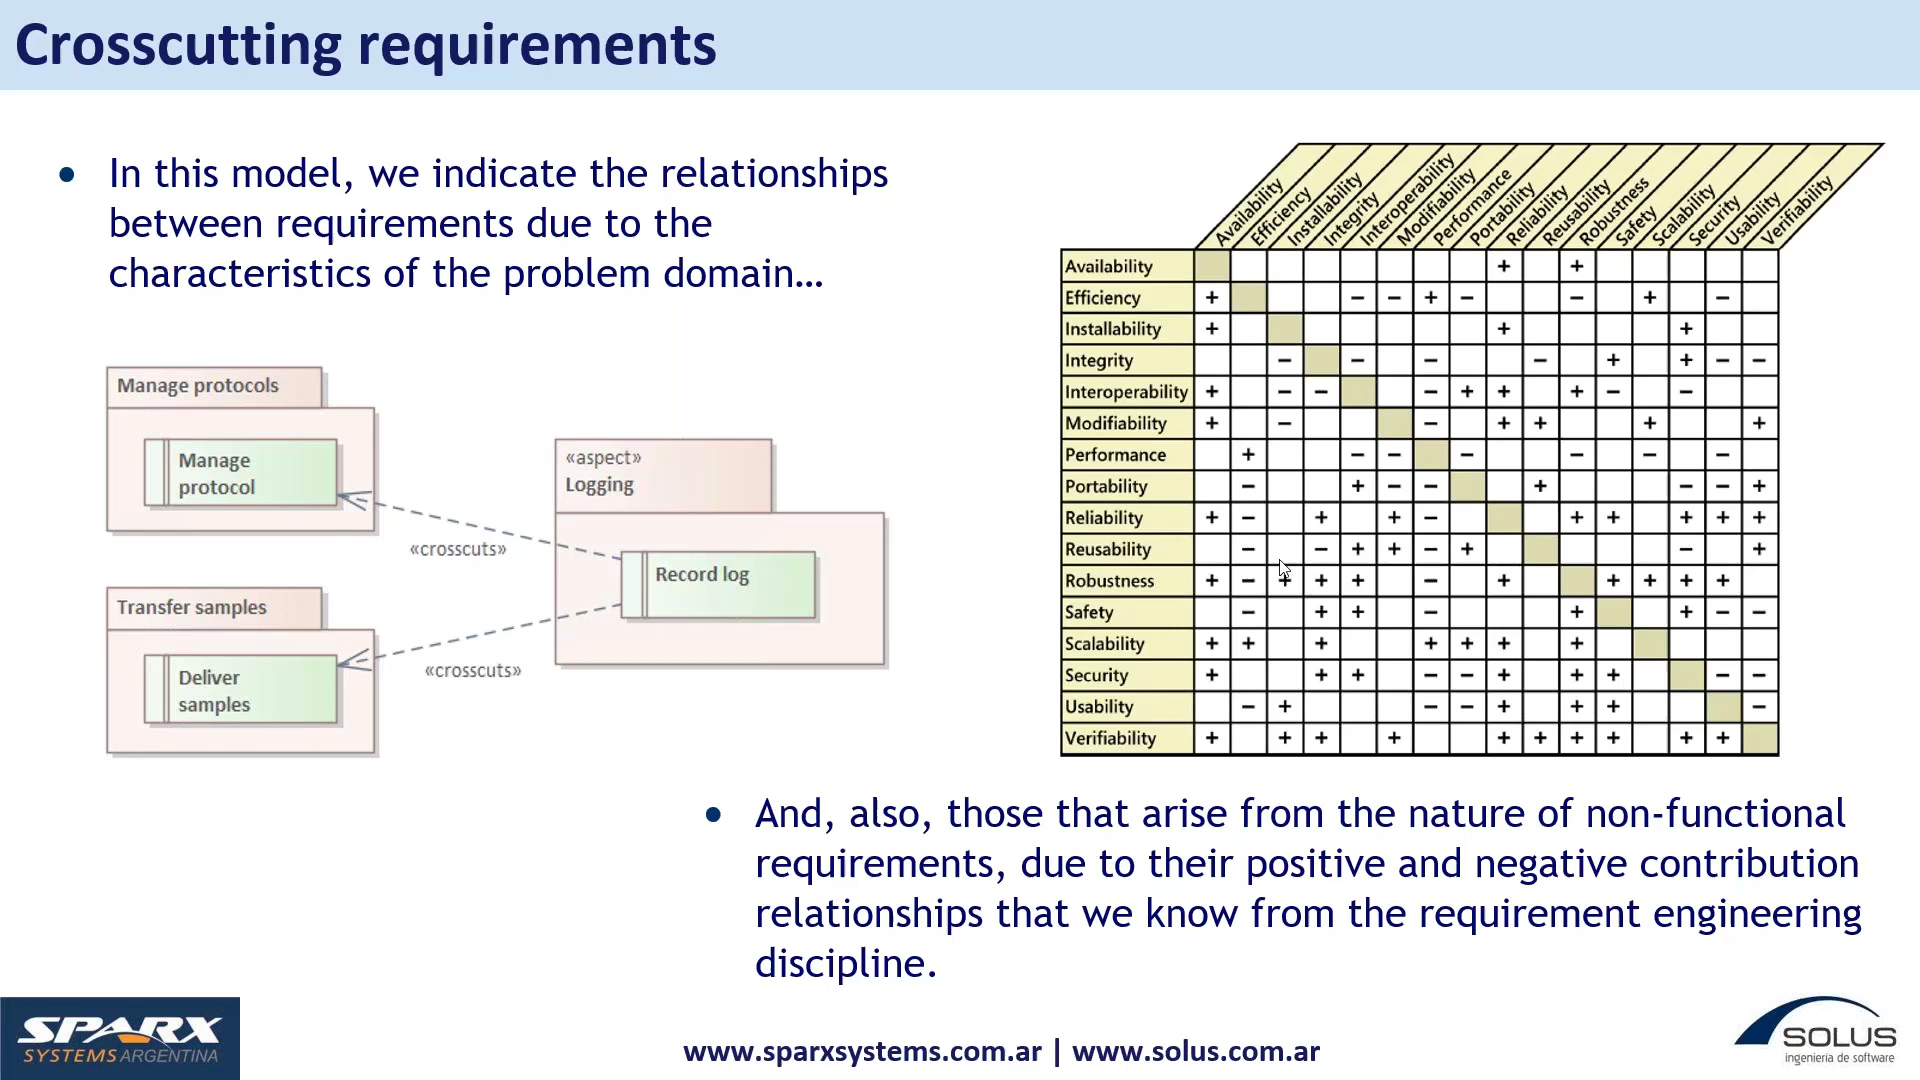 Crosscutting requirements
• In this model, we indicate the relationships
between requirements due to the
characteristics of the problem domain…
Manage protocols
Manage
protocol
«aspect»
Logging
Record log
«crosscuts»
«crosscuts»
Transfer samples
Deliver
samples
Availability Efficiency Installability Integrity Interoperability Modifiability Performance Portability Reliability Reusability Robustness Safety Scalability Security Usability Verifiability
Availability + +
Efficiency + − − + − − + −
Installability + + +
Integrity − − − − + + − −
Interoperability + − − − + + + − −
Modifiability + − − + + + +
Performance + − − − − − −
Portability − + − − + − − +
Reliability + − + + − + + + + +
Reusability − − + + − + − +
Robustness + − + + + − + + + + +
Safety − + + − + + − −
Scalability + + + + + + +
Security + + + − − + + + − −
Usability − + − − + + + −
Verifiability + + + + + + + + + +
• And, also, those that arise from the nature of non-functional
requirements, due to their positive and negative contribution
relationships that we know from the requirement engineering
discipline.
SPARX
SYSTEMS ARGENTINA
www.sparxsystems.com.ar | www.solus.com.ar
SOLUS
ingeniería de software